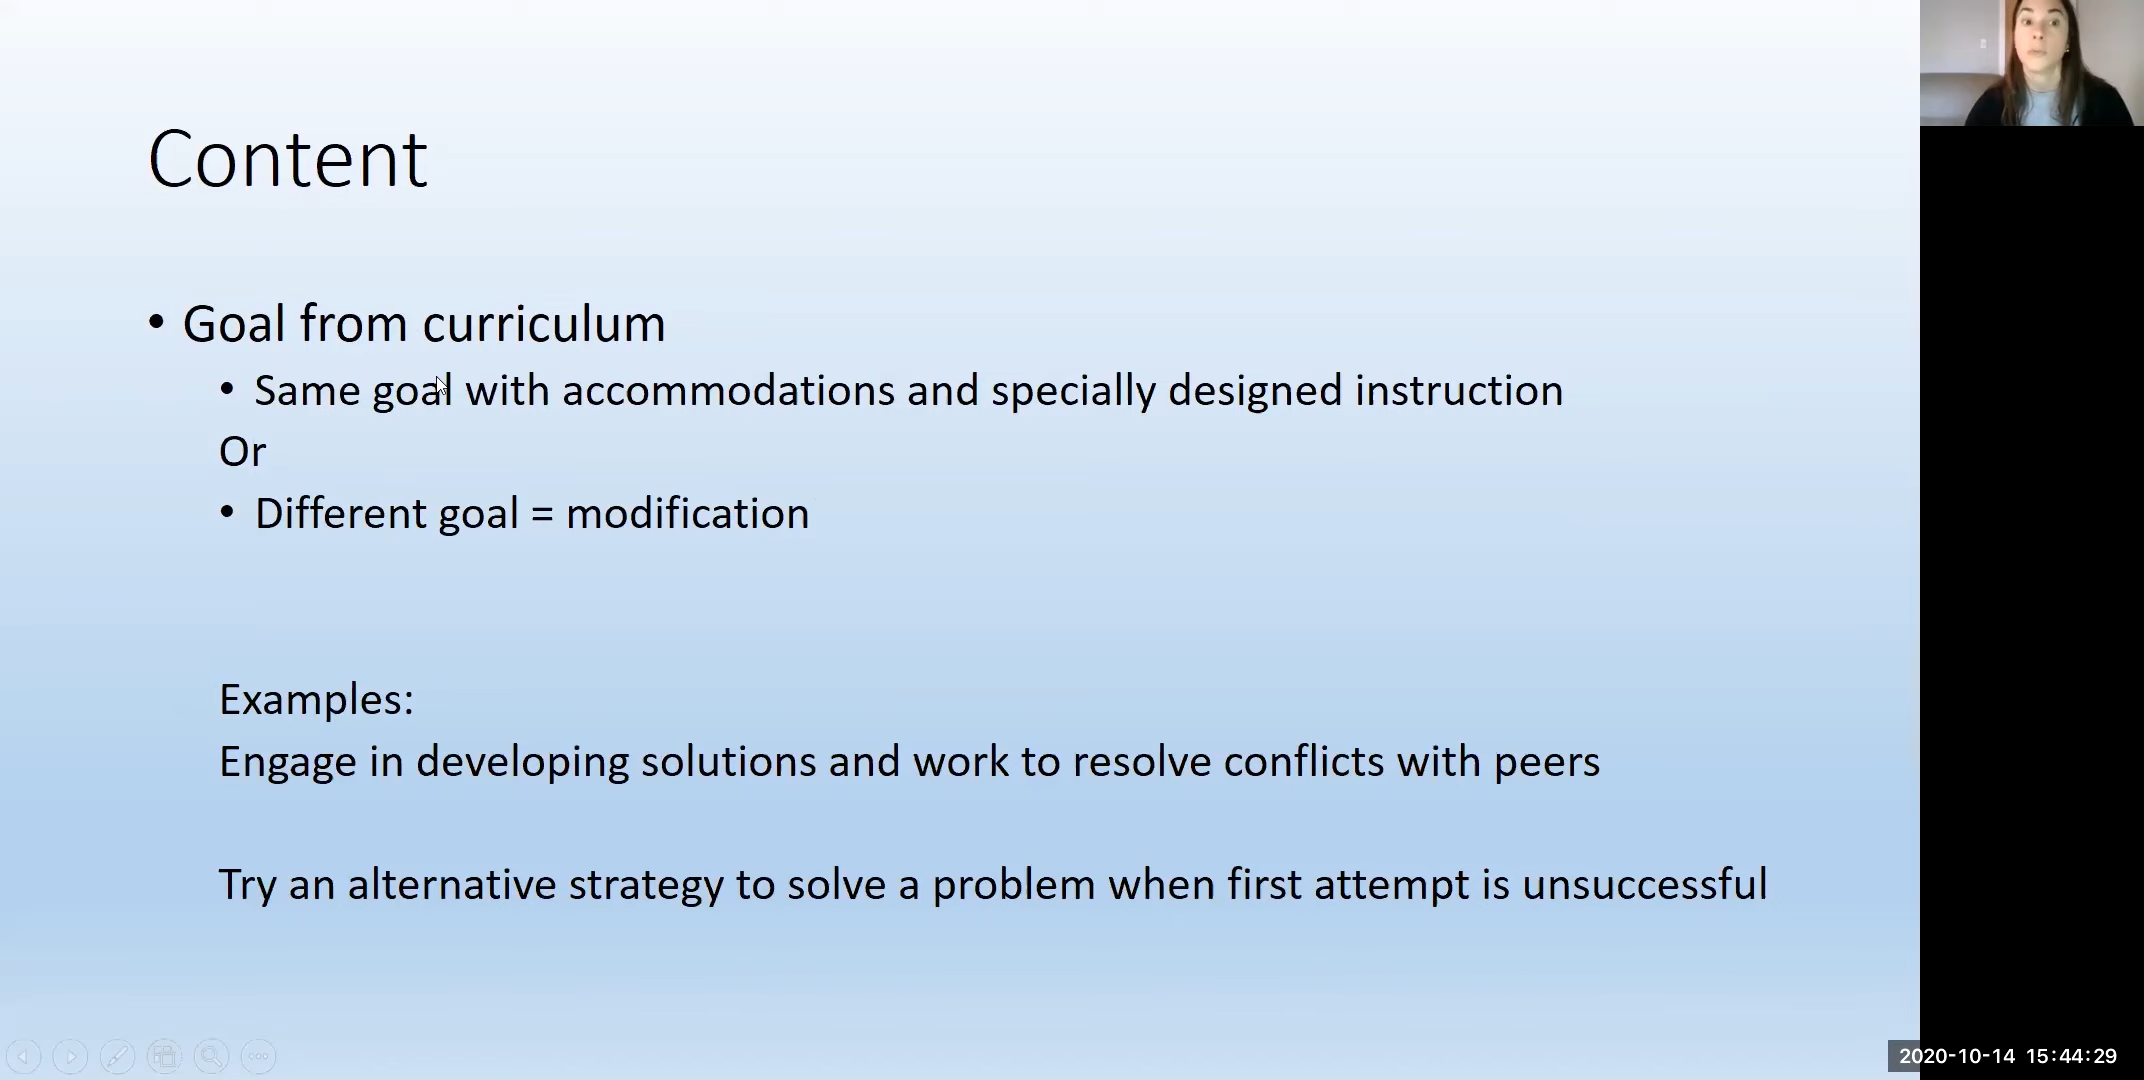 Content
• Goal from curriculum
• Same goal with accommodations and specially designed instruction
Or
• Different goal = modification
Examples:
Engage in developing solutions and work to resolve conflicts with peers
Try an alternative strategy to solve a problem when first attempt is unsuccessful
2020-10-14 15:44:29